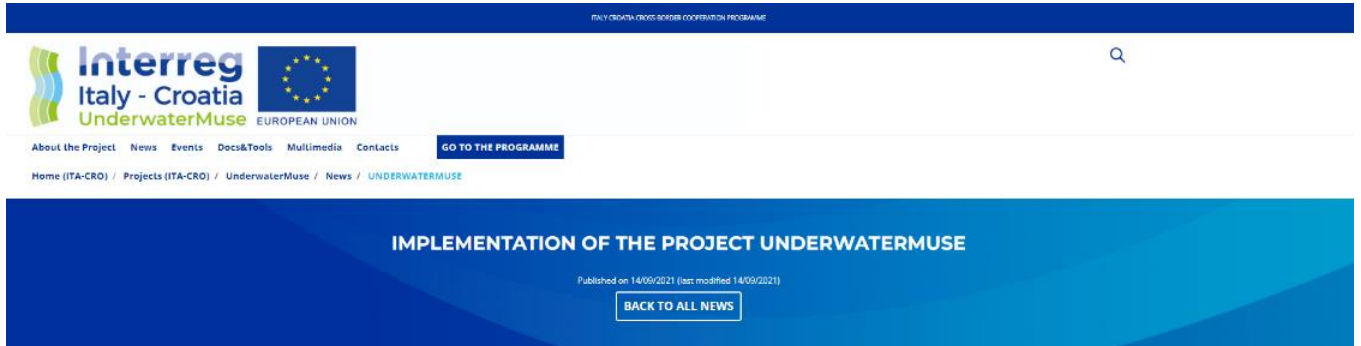 ITALY CROATIA CROSS-BORDER COOPERATION PROGRAMME
Interreg
Italy - Croatia
UnderwaterMuse
EUROPEAN UNION
About the Project News Events Docs&Tools Multimedia Contacts GO TO THE PROGRAMME
Home (ITA-CRO) / Projects (ITA-CRO) / UnderwaterMuse / News / UNDERWATERMUSE
IMPLEMENTATION OF THE PROJECT UNDERWATERMUSE
Published on 14/09/2021 (last modified 14/09/2021)
BACK TO ALL NEWS